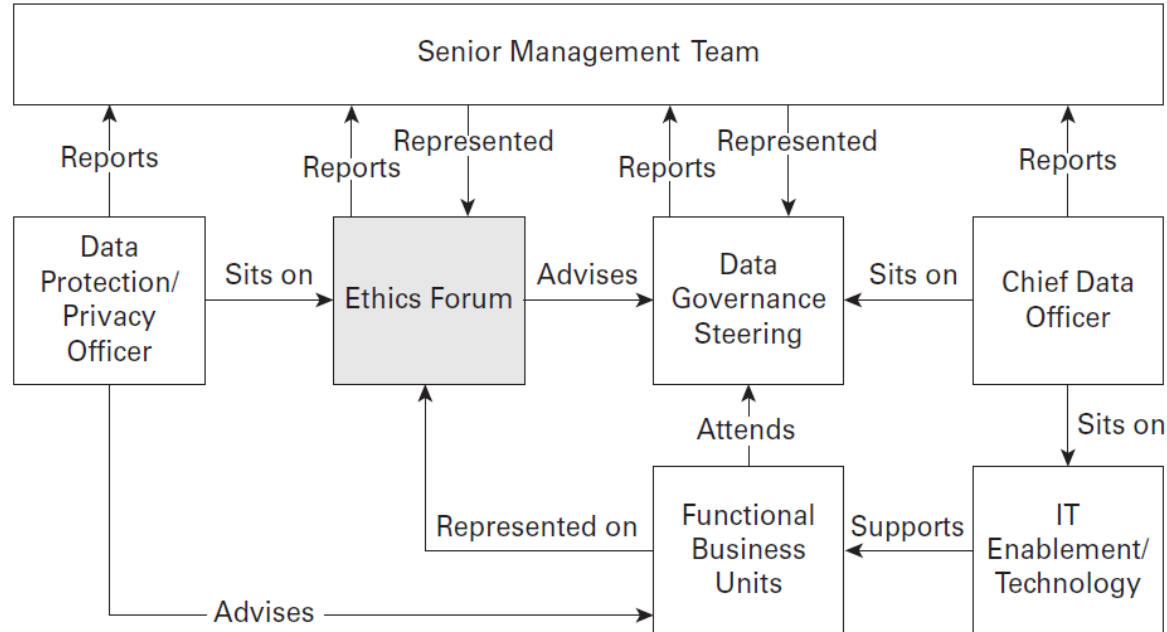 Senior Management Team
Reports
Reports
Represented
Reports
Represented
Reports
Data
Protection/
Privacy
Officer
Sits on
Ethics Forum
Advises
Data
Governance
Steering
Sits on
Chief Data
Officer
Attends
Sits on
Represented on
Functional
Business
Units
Supports
IT
Enablement/
Technology
Advises